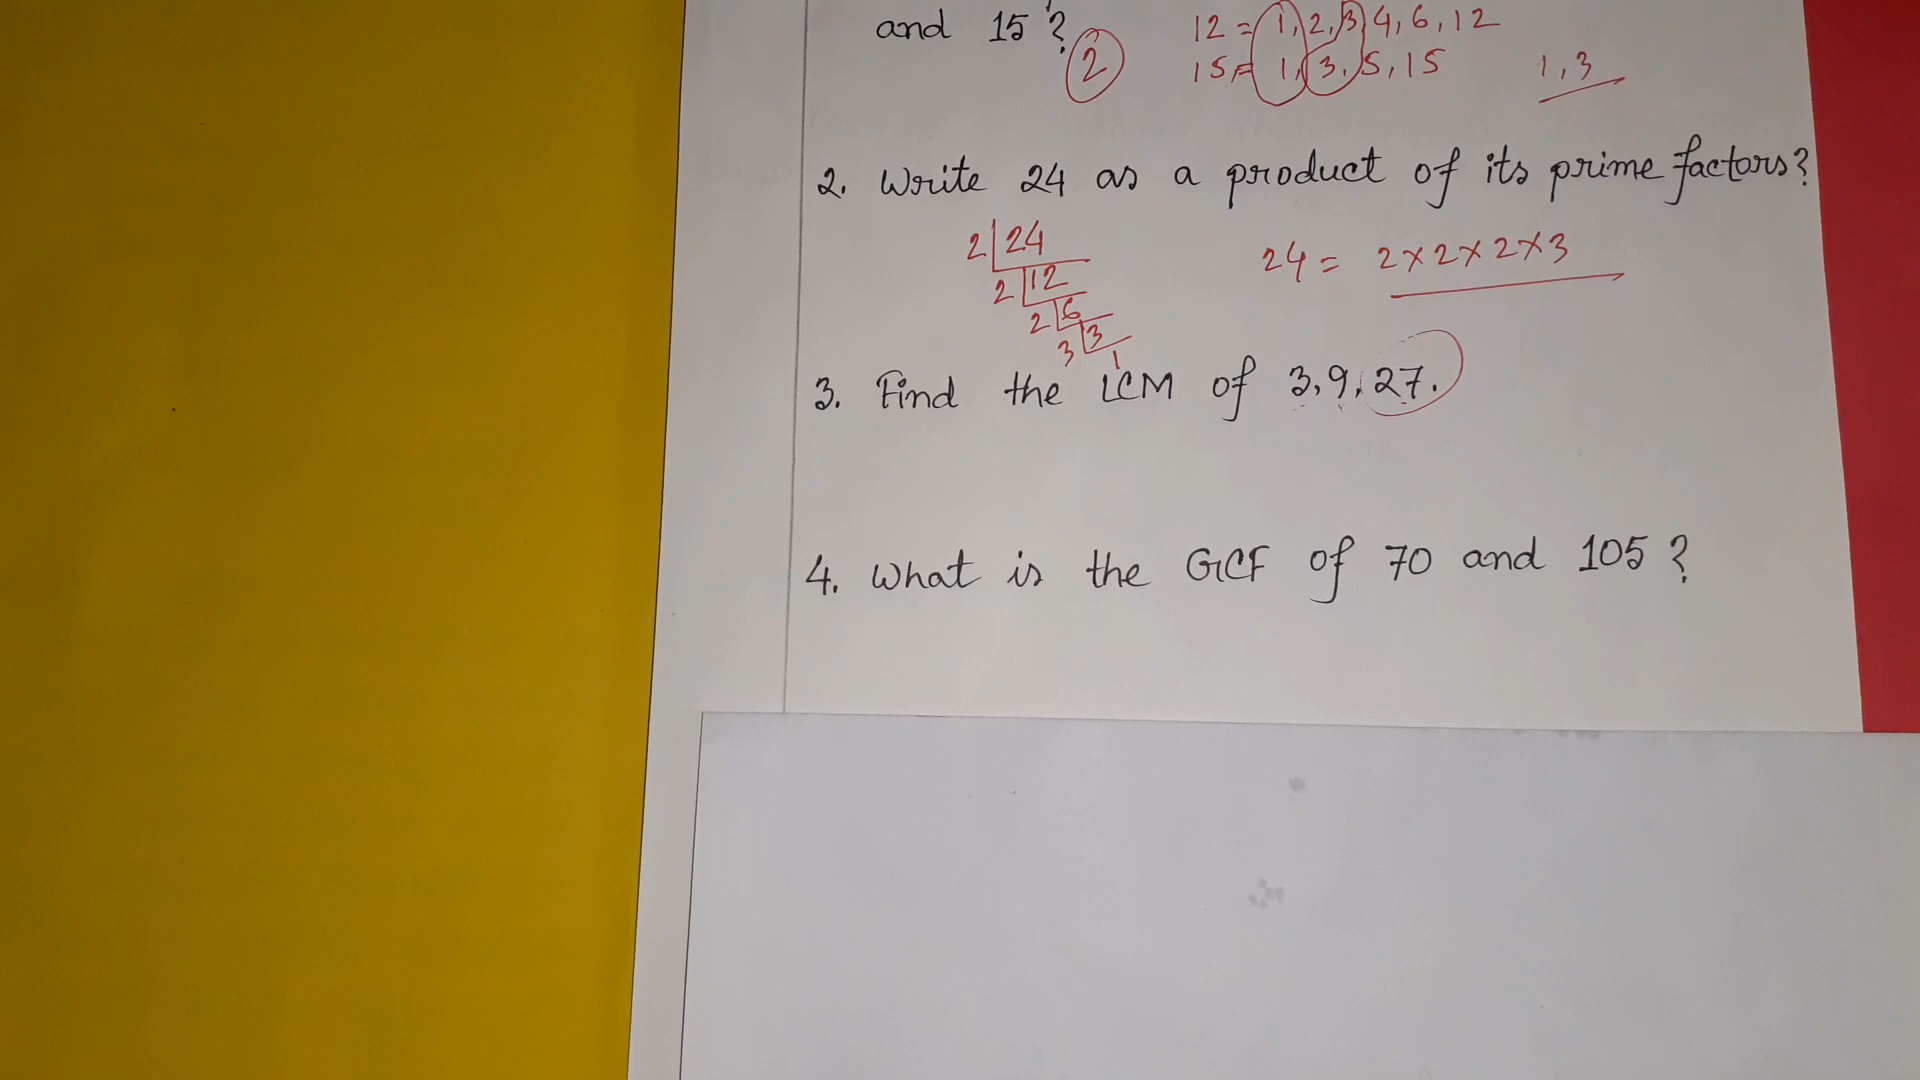 and 15 ?
2
12 = 1, 2, 3, 4, 6, 12
15 = 1, 3, 5, 15
1, 3
2. Write 24 as a product of its prime factors?
2 24
2 12
2 6
3 3
1
24 = 2 × 2 × 2 × 3
3. Find the LCM of 3, 9, 27.
4. What is the GCF of 70 and 105 ?